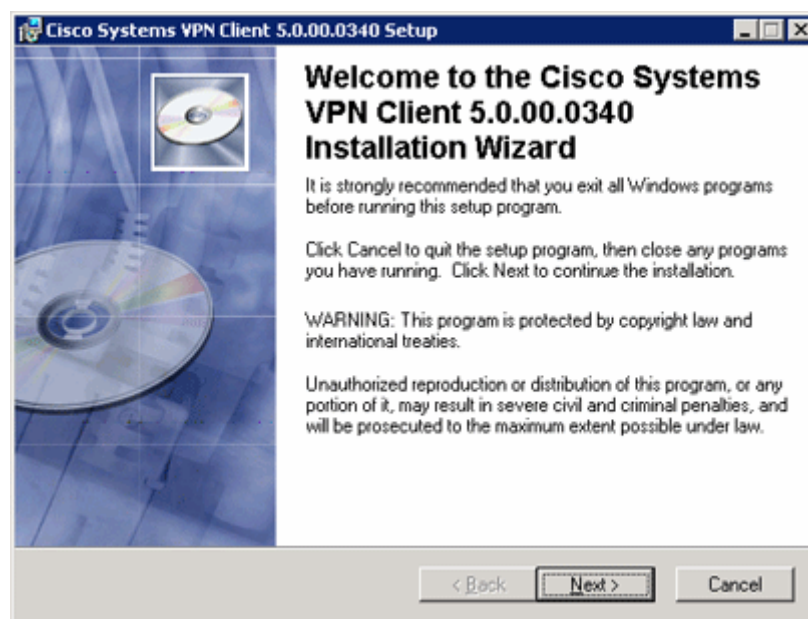 Cisco Systems VPN Client 5.0.00.0340 Setup
Welcome to the Cisco Systems
VPN Client 5.0.00.0340
Installation Wizard
It is strongly recommended that you exit all Windows programs
before running this setup program.
Click Cancel to quit the setup program, then close any programs
you have running. Click Next to continue the installation.
WARNING: This program is protected by copyright law and
international treaties.
Unauthorized reproduction or distribution of this program, or any
portion of it, may result in severe civil and criminal penalties, and
will be prosecuted to the maximum extent possible under law.
< Back
Next >
Cancel